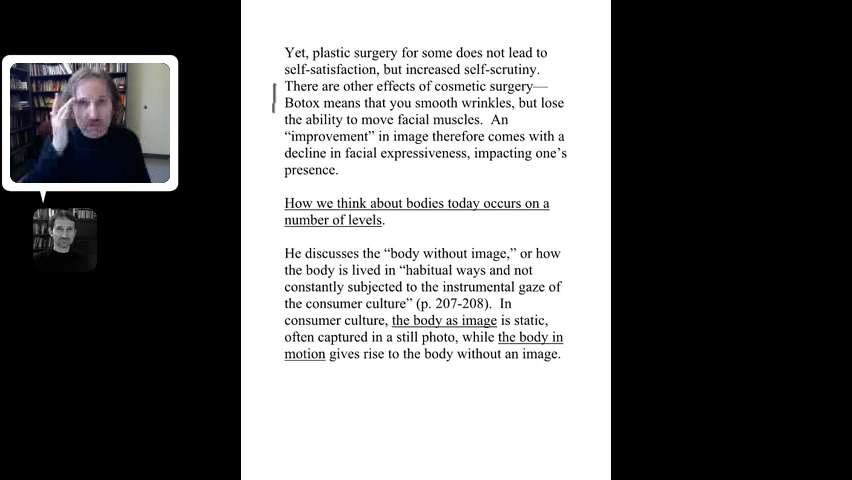 Yet, plastic surgery for some does not lead to
self-satisfaction, but increased self-scrutiny.
There are other effects of cosmetic surgery—
Botox means that you smooth wrinkles, but lose
the ability to move facial muscles.  An
“improvement” in image therefore comes with a
decline in facial expressiveness, impacting one’s
presence.
How we think about bodies today occurs on a
number of levels.
He discusses the “body without image,” or how
the body is lived in “habitual ways and not
constantly subjected to the instrumental gaze of
the consumer culture” (p. 207-208).  In
consumer culture, the body as image is static,
often captured in a still photo, while the body in
motion gives rise to the body without an image.